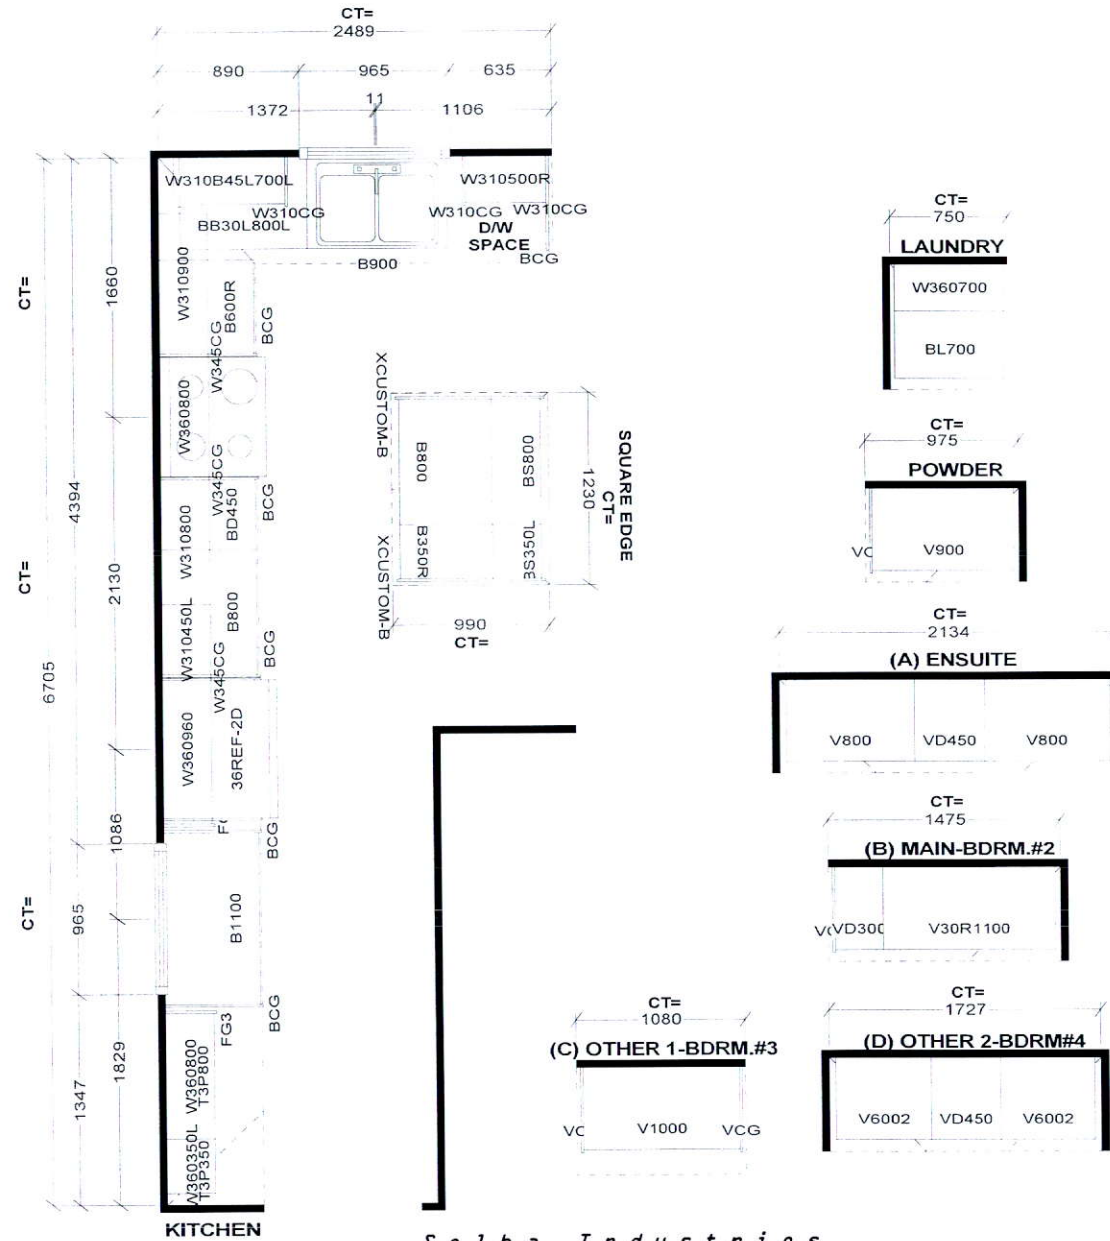 CT=
2489
890
965
635
11
1372
1106
W310B45L700L
W310500R
W310CG
W310CG
W310CG
BB30L800L
D/W
SPACE
BCG
B900
CT=
1660
W310900
B600R
BCG
W345CG
W360800
W345CG
BCG
4394
W310800
BD450
CT=
2130
W310450L
B800
BCG
W345CG
6705
W360960
36REF-2D
BCG
1086
CT=
965
B1100
BCG
FG3
1829
1347
W360800
T3P800
W360350L
T3P350
KITCHEN
XCUSTOM-B
B800
BS800
1230
SQUARE EDGE
CT=
XCUSTOM-B
B350R
BS350L
990
CT=
CT=
750
LAUNDRY
W360700
BL700
CT=
975
POWDER
V900
CT=
2134
(A) ENSUITE
V800
VD450
V800
CT=
1475
(B) MAIN-BDRM.#2
VD300
V30R1100
CT=
1080
(C) OTHER 1-BDRM.#3
V1000
VCG
CT=
1727
(D) OTHER 2-BDRM#4
V6002
VD450
V6002
Selba Industries